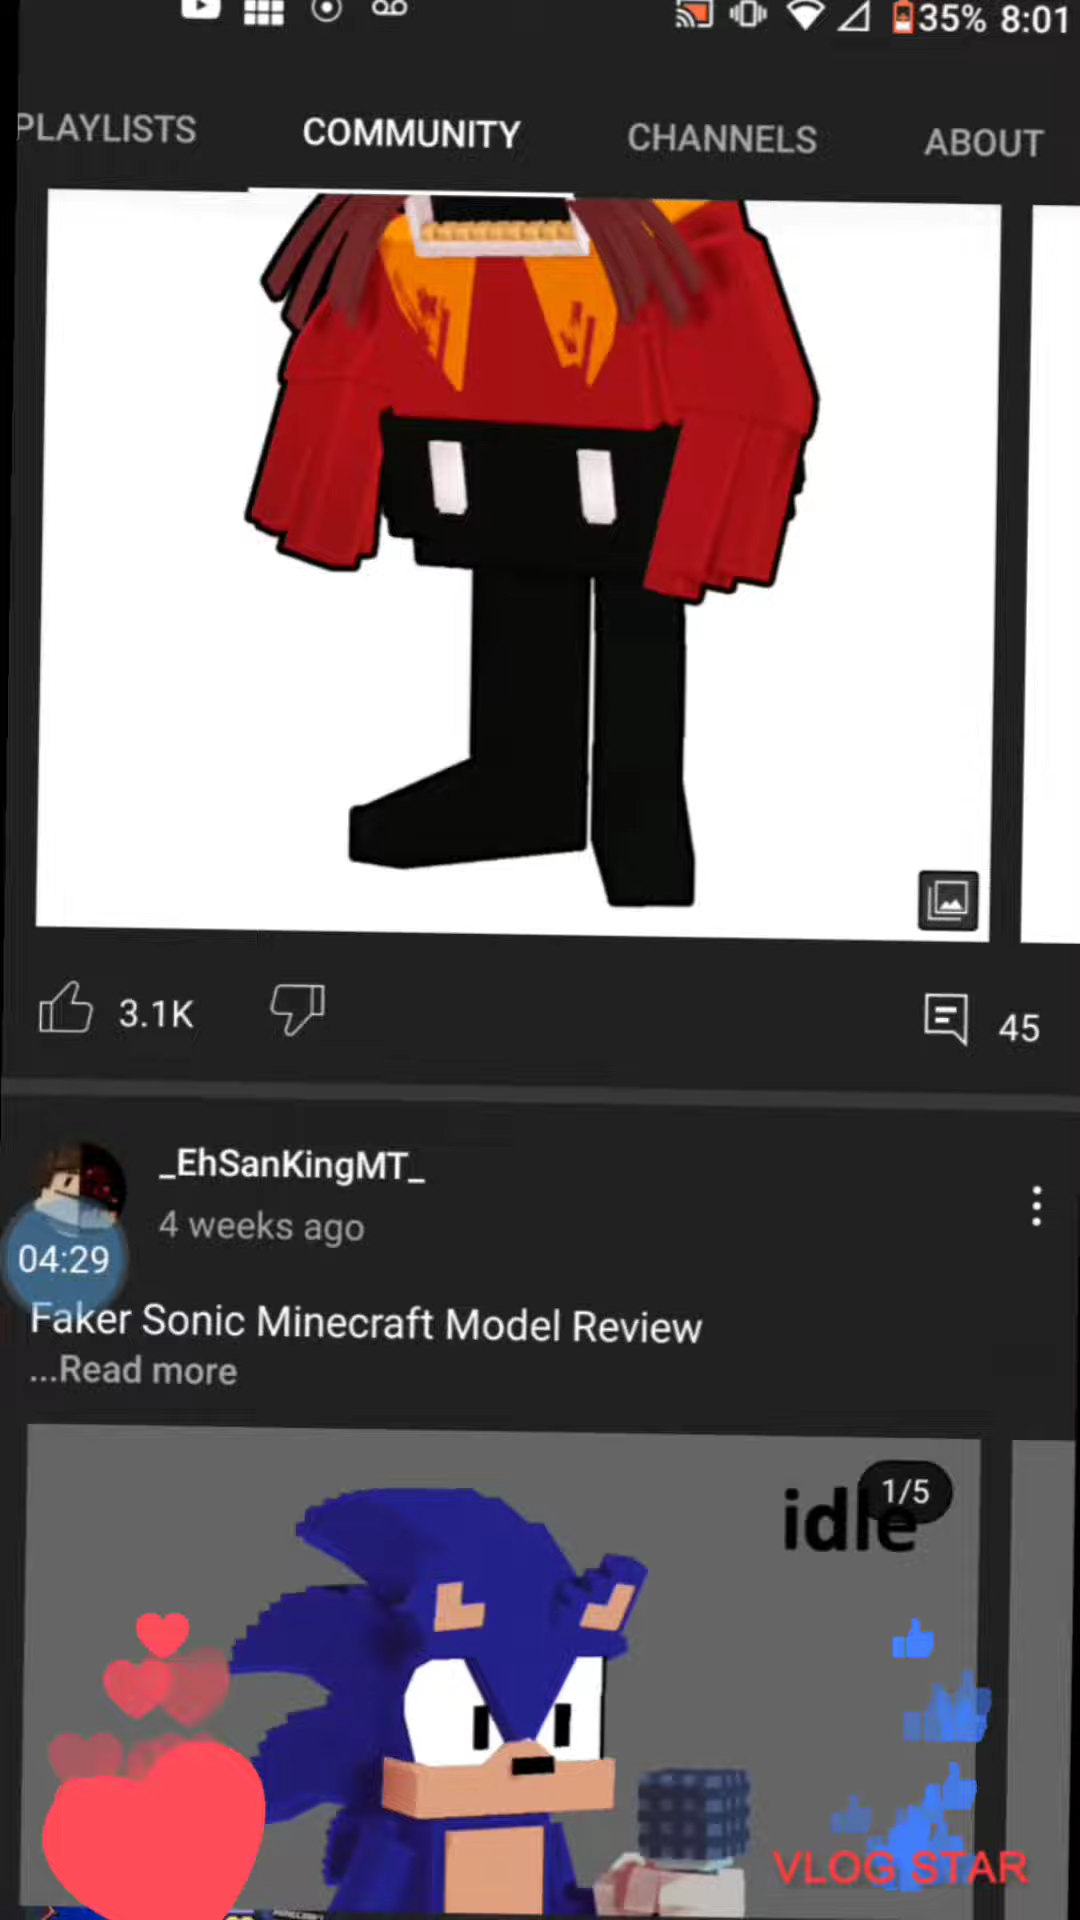 35% 8:01
PLAYLISTS COMMUNITY CHANNELS ABOUT
3.1K 45
_EhSanKingMT_
4 weeks ago
04:29
Faker Sonic Minecraft Model Review
...Read more
1/5
idle
VLOG STAR